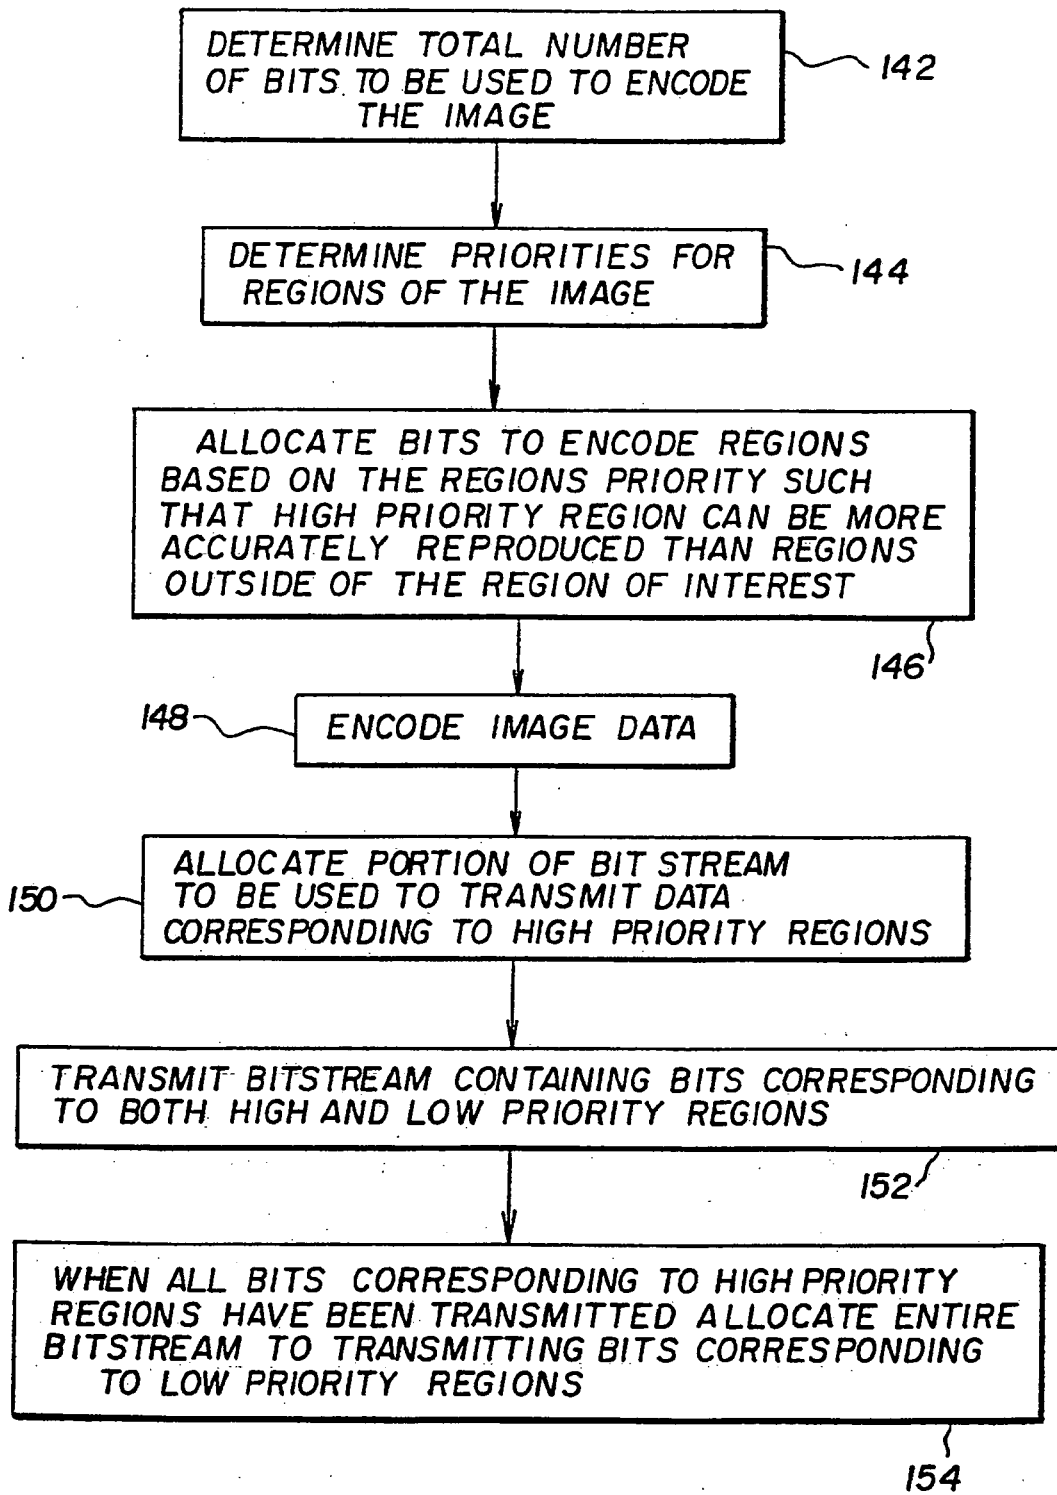 DETERMINE TOTAL NUMBER
OF BITS TO BE USED TO ENCODE
THE IMAGE
142
DETERMINE PRIORITIES FOR
REGIONS OF THE IMAGE
144
ALLOCATE BITS TO ENCODE REGIONS
BASED ON THE REGIONS PRIORITY SUCH
THAT HIGH PRIORITY REGION CAN BE MORE
ACCURATELY REPRODUCED THAN REGIONS
OUTSIDE OF THE REGION OF INTEREST
146
148
ENCODE IMAGE DATA
ALLOCATE PORTION OF BIT STREAM
TO BE USED TO TRANSMIT DATA
CORRESPONDING TO HIGH PRIORITY REGIONS
150
TRANSMIT BITSTREAM CONTAINING BITS CORRESPONDING
TO BOTH HIGH AND LOW PRIORITY REGIONS
152
WHEN ALL BITS CORRESPONDING TO HIGH PRIORITY
REGIONS HAVE BEEN TRANSMITTED ALLOCATE ENTIRE
BITSTREAM TO TRANSMITTING BITS CORRESPONDING
TO LOW PRIORITY REGIONS
154